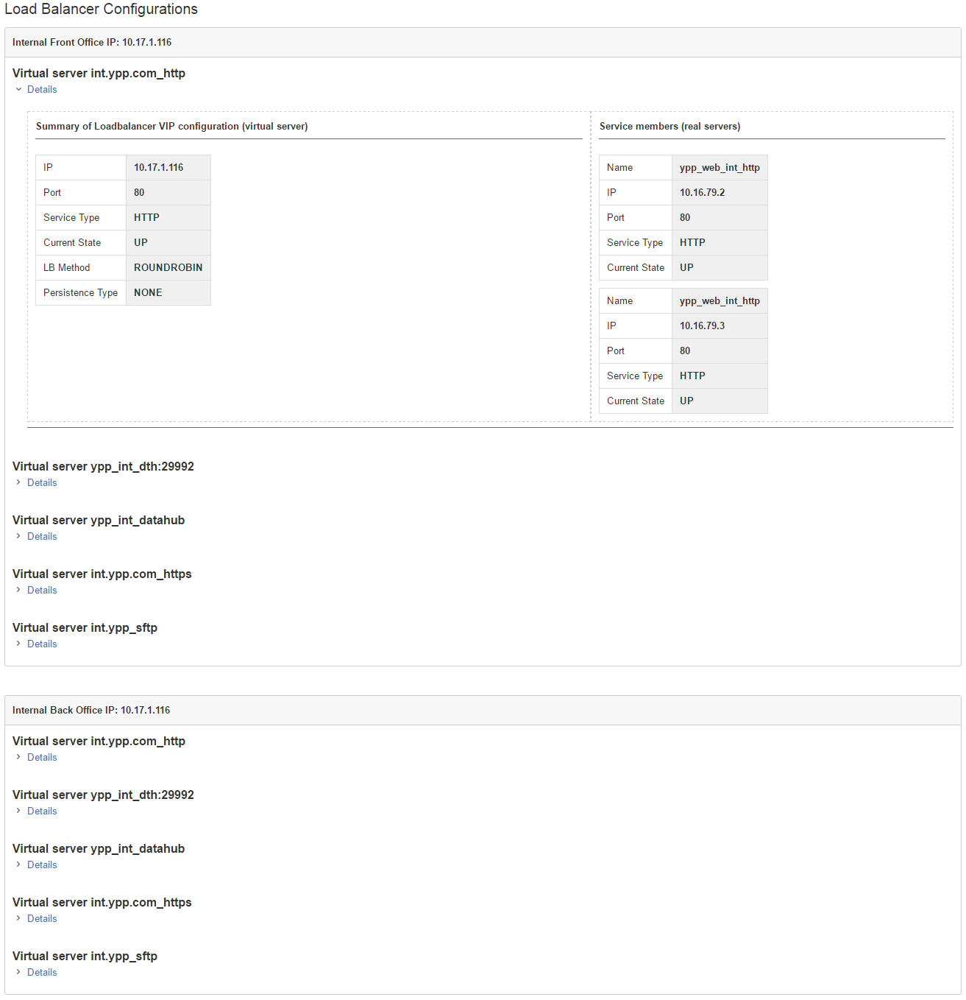 Load Balancer Configurations
Internal Front Office IP: 10.17.1.116
Virtual server int.ypp.com_http
Details
Summary of Loadbalancer VIP configuration (virtual server)
IP 10.17.1.116
Port 80
Service Type HTTP
Current State UP
LB Method ROUNDROBIN
Persistence Type NONE
Service members (real servers)
Name ypp_web_int_http
IP 10.16.79.2
Port 80
Service Type HTTP
Current State UP
Name ypp_web_int_http
IP 10.16.79.3
Port 80
Service Type HTTP
Current State UP
Virtual server ypp_int_dth:29992
Details
Virtual server ypp_int_datahub
Details
Virtual server int.ypp.com_https
Details
Virtual server int.ypp_sftp
Details
Internal Back Office IP: 10.17.1.116
Virtual server int.ypp.com_http
Details
Virtual server ypp_int_dth:29992
Details
Virtual server ypp_int_datahub
Details
Virtual server int.ypp.com_https
Details
Virtual server int.ypp_sftp
Details